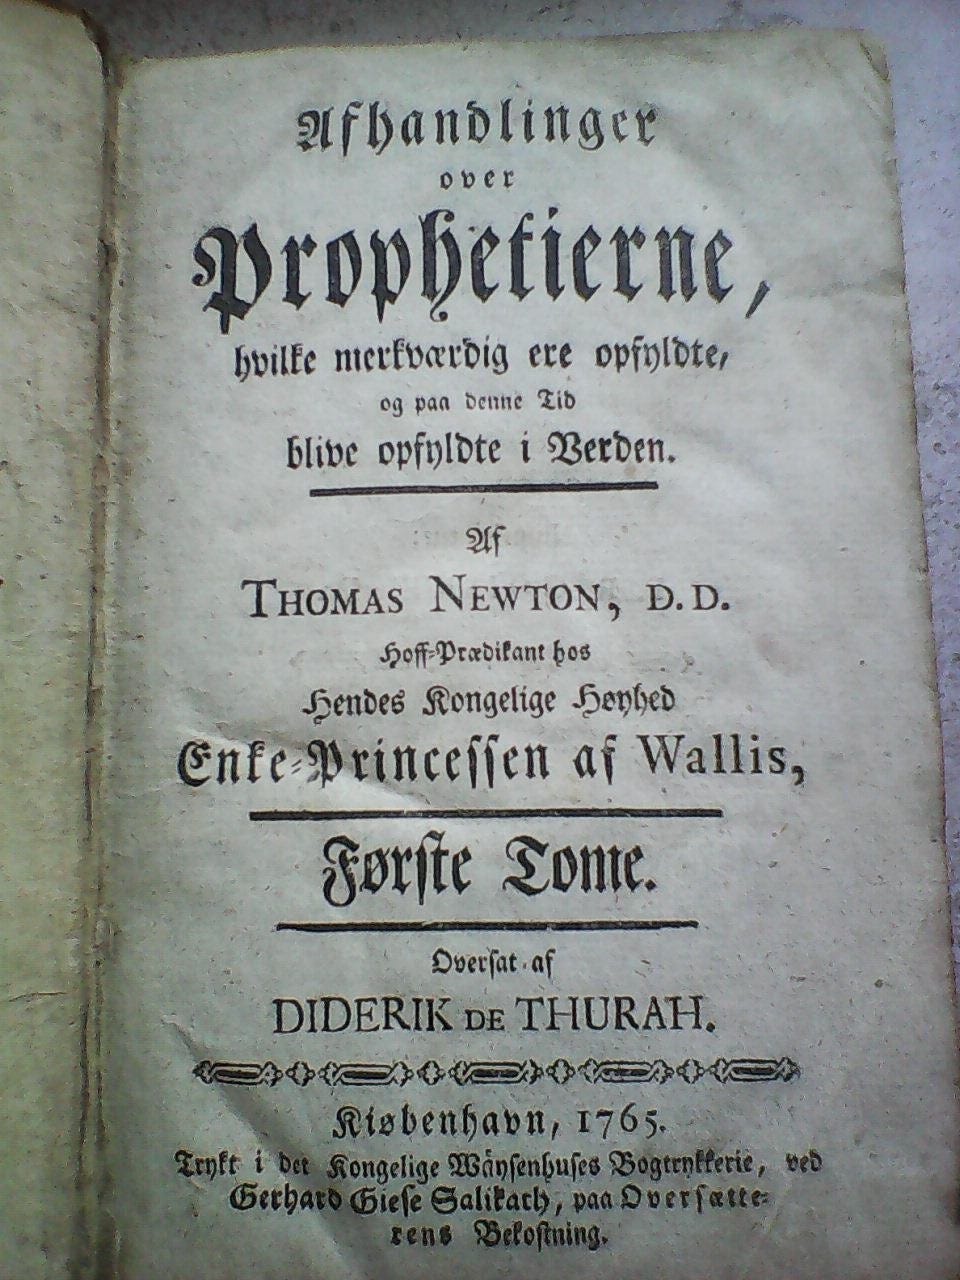 Afhandlinger
over
Prophetierne,
hvilke merkværdig ere opfyldte,
og paa denne Tid
blive opfyldte i Verden.
Af
THOMAS NEWTON, D. D.
Hoff-Prædikant hos
Hendes Kongelige Høyhed
Enke-Princessen af Wallis,
Første Tome.
Oversat af
DIDERIK DE THURAH.
Kiøbenhavn, 1765.
Trykt i det Kongelige Wäysenhuses Bogtrykkerie, ved
Gerhard Giese Salikath, paa Oversætte-
rens Bekostning.